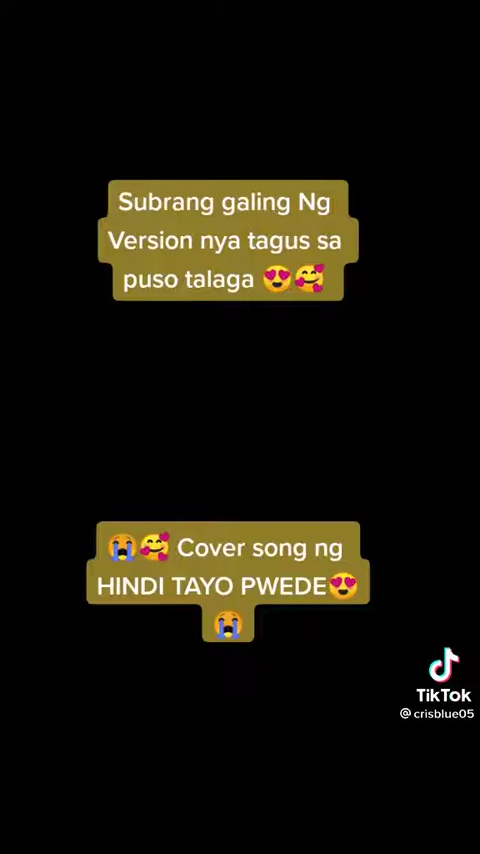 Subrang galing Ng
Version nya tagus sa
puso talaga 😍🥰
😭🥰 Cover song ng
HINDI TAYO PWEDE😍
😭
TikTok
@crisblue05